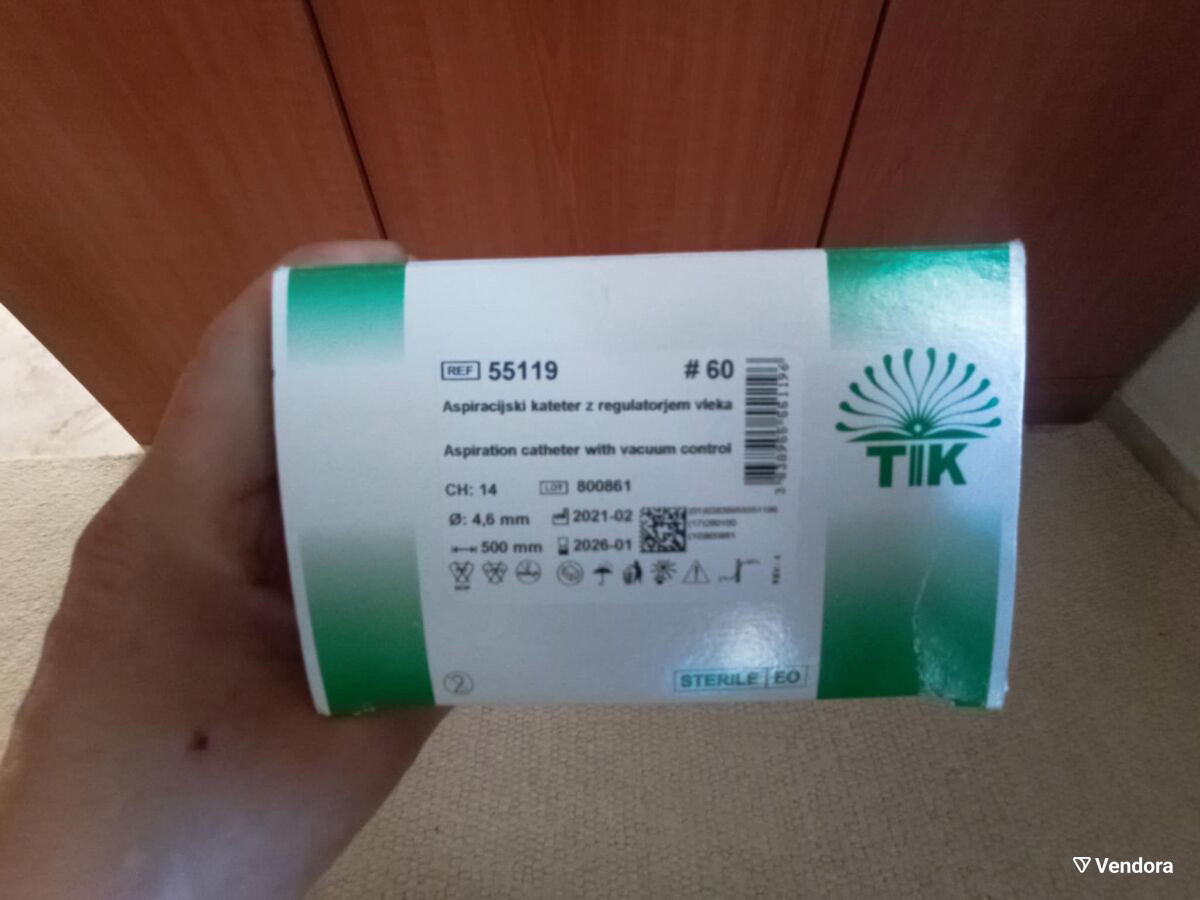 REF 55119 # 60
Aspiracijski kateter z regulatorjem vleka
Aspiration catheter with vacuum control
CH: 14 LOT 800861
Ø: 4,6 mm 2021-02
500 mm 2026-01
TIK
STERILE EO
2
Vendora